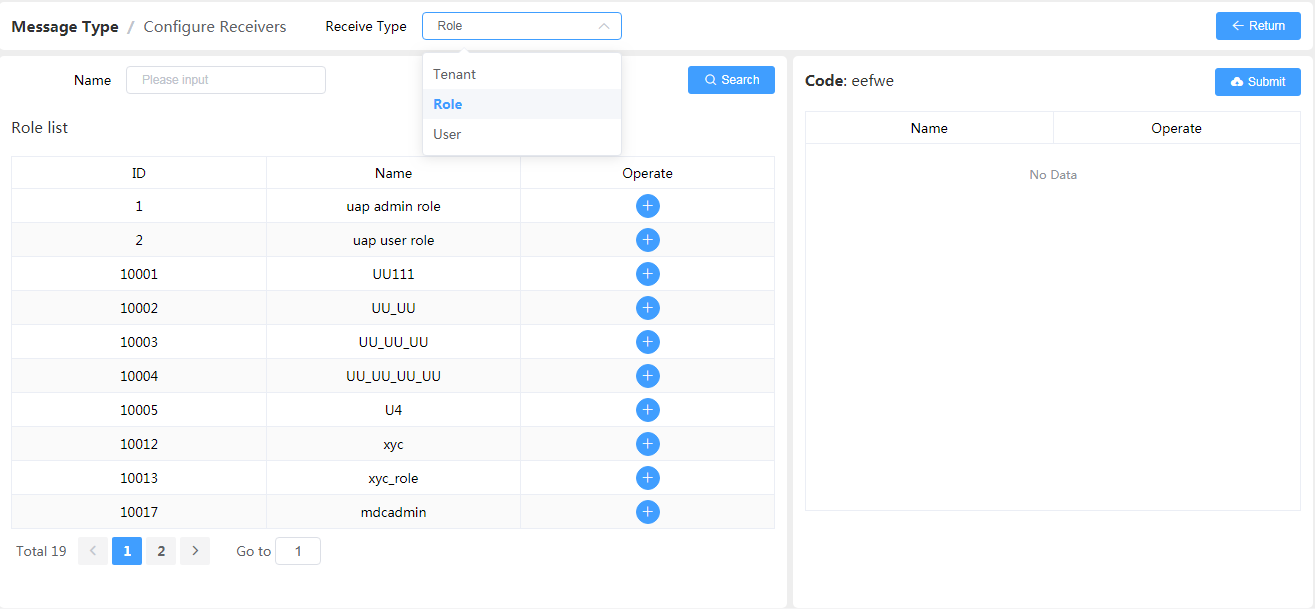 Message Type / Configure Receivers Receive Type Role Return
Tenant
Role
User
Name Please input Search
Role list
ID Name Operate
1 uap admin role
2 uap user role
10001 UU111
10002 UU_UU
10003 UU_UU_UU
10004 UU_UU_UU_UU
10005 U4
10012 xyc
10013 xyc_role
10017 mdcadmin
Total 19 < 1 2 > Go to 1
Code: eefwe Submit
Name Operate
No Data